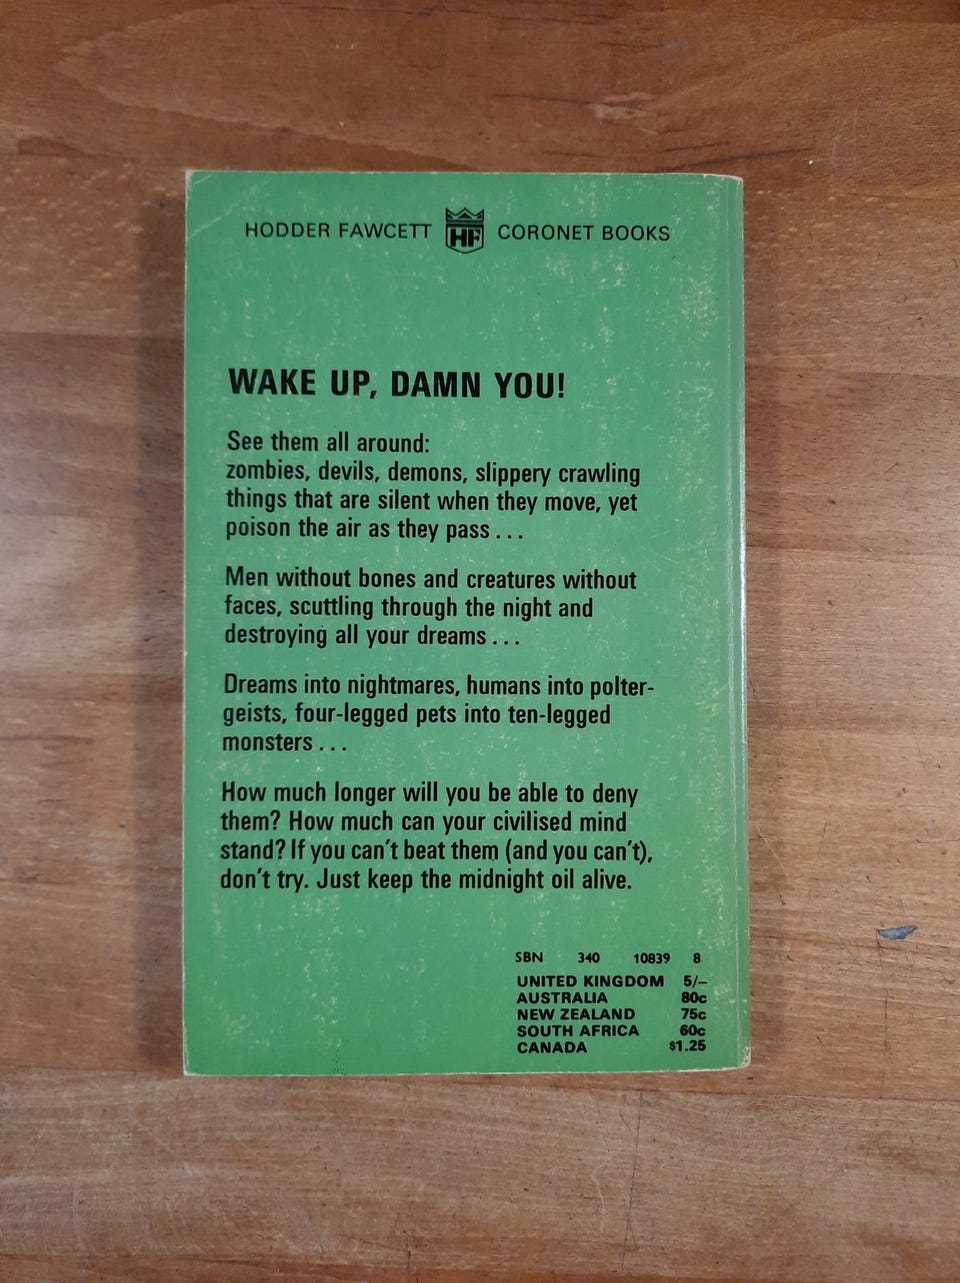 HODDER FAWCETT HF CORONET BOOKS
WAKE UP, DAMN YOU!
See them all around:
zombies, devils, demons, slippery crawling
things that are silent when they move, yet
poison the air as they pass...
Men without bones and creatures without
faces, scuttling through the night and
destroying all your dreams...
Dreams into nightmares, humans into polter-
geists, four-legged pets into ten-legged
monsters...
How much longer will you be able to deny
them? How much can your civilised mind
stand? If you can't beat them (and you can't),
don't try. Just keep the midnight oil alive.
SBN 340 10839 8
UNITED KINGDOM 5/–
AUSTRALIA 80c
NEW ZEALAND 75c
SOUTH AFRICA 60c
CANADA $1.25